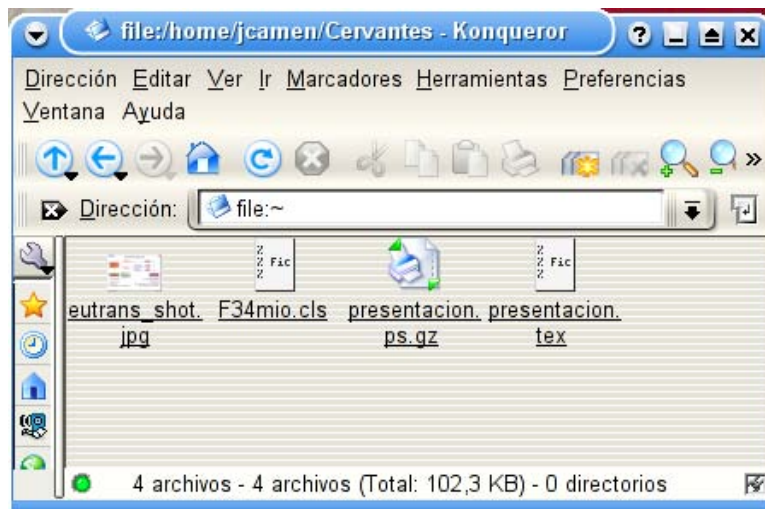 file:/home/jcamen/Cervantes - Konqueror
Dirección Editar Ver Ir Marcadores Herramientas Preferencias
Ventana Ayuda
Dirección: file:~
eutrans_shot.jpg
F34mio.cls
presentacion.ps.gz
presentacion.tex
4 archivos - 4 archivos (Total: 102,3 KB) - 0 directorios